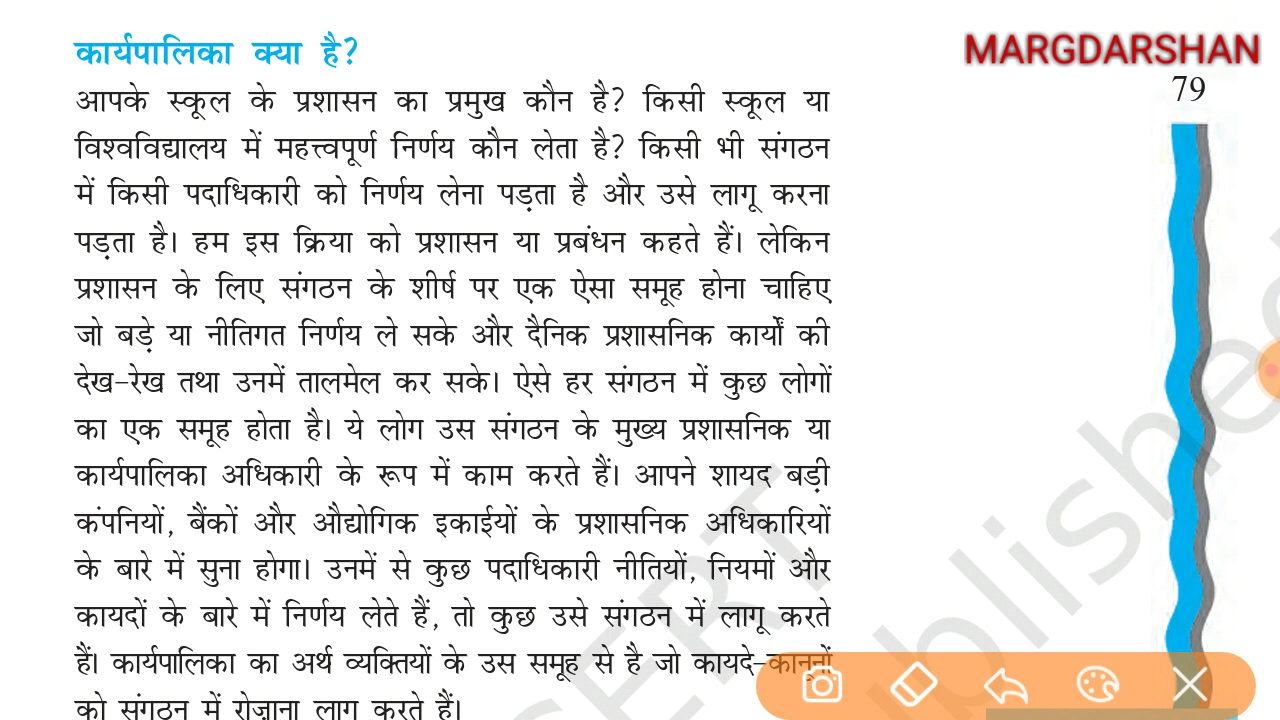 कार्यपालिका क्या है?
MARGDARSHAN
79
आपके स्कूल के प्रशासन का प्रमुख कौन है? किसी स्कूल या
विश्वविद्यालय में महत्त्वपूर्ण निर्णय कौन लेता है? किसी भी संगठन
में किसी पदाधिकारी को निर्णय लेना पड़ता है और उसे लागू करना
पड़ता है। हम इस क्रिया को प्रशासन या प्रबंधन कहते हैं। लेकिन
प्रशासन के लिए संगठन के शीर्ष पर एक ऐसा समूह होना चाहिए
जो बड़े या नीतिगत निर्णय ले सके और दैनिक प्रशासनिक कार्यों की
देख-रेख तथा उनमें तालमेल कर सके। ऐसे हर संगठन में कुछ लोगों
का एक समूह होता है। ये लोग उस संगठन के मुख्य प्रशासनिक या
कार्यपालिका अधिकारी के रूप में काम करते हैं। आपने शायद बड़ी
कंपनियों, बैंकों और औद्योगिक इकाईयों के प्रशासनिक अधिकारियों
के बारे में सुना होगा। उनमें से कुछ पदाधिकारी नीतियों, नियमों और
कायदों के बारे में निर्णय लेते हैं, तो कुछ उसे संगठन में लागू करते
हैं। कार्यपालिका का अर्थ व्यक्तियों के उस समूह से है जो कायदे-कानूनों
को संगठन में रोज़ाना लागू करते हैं।